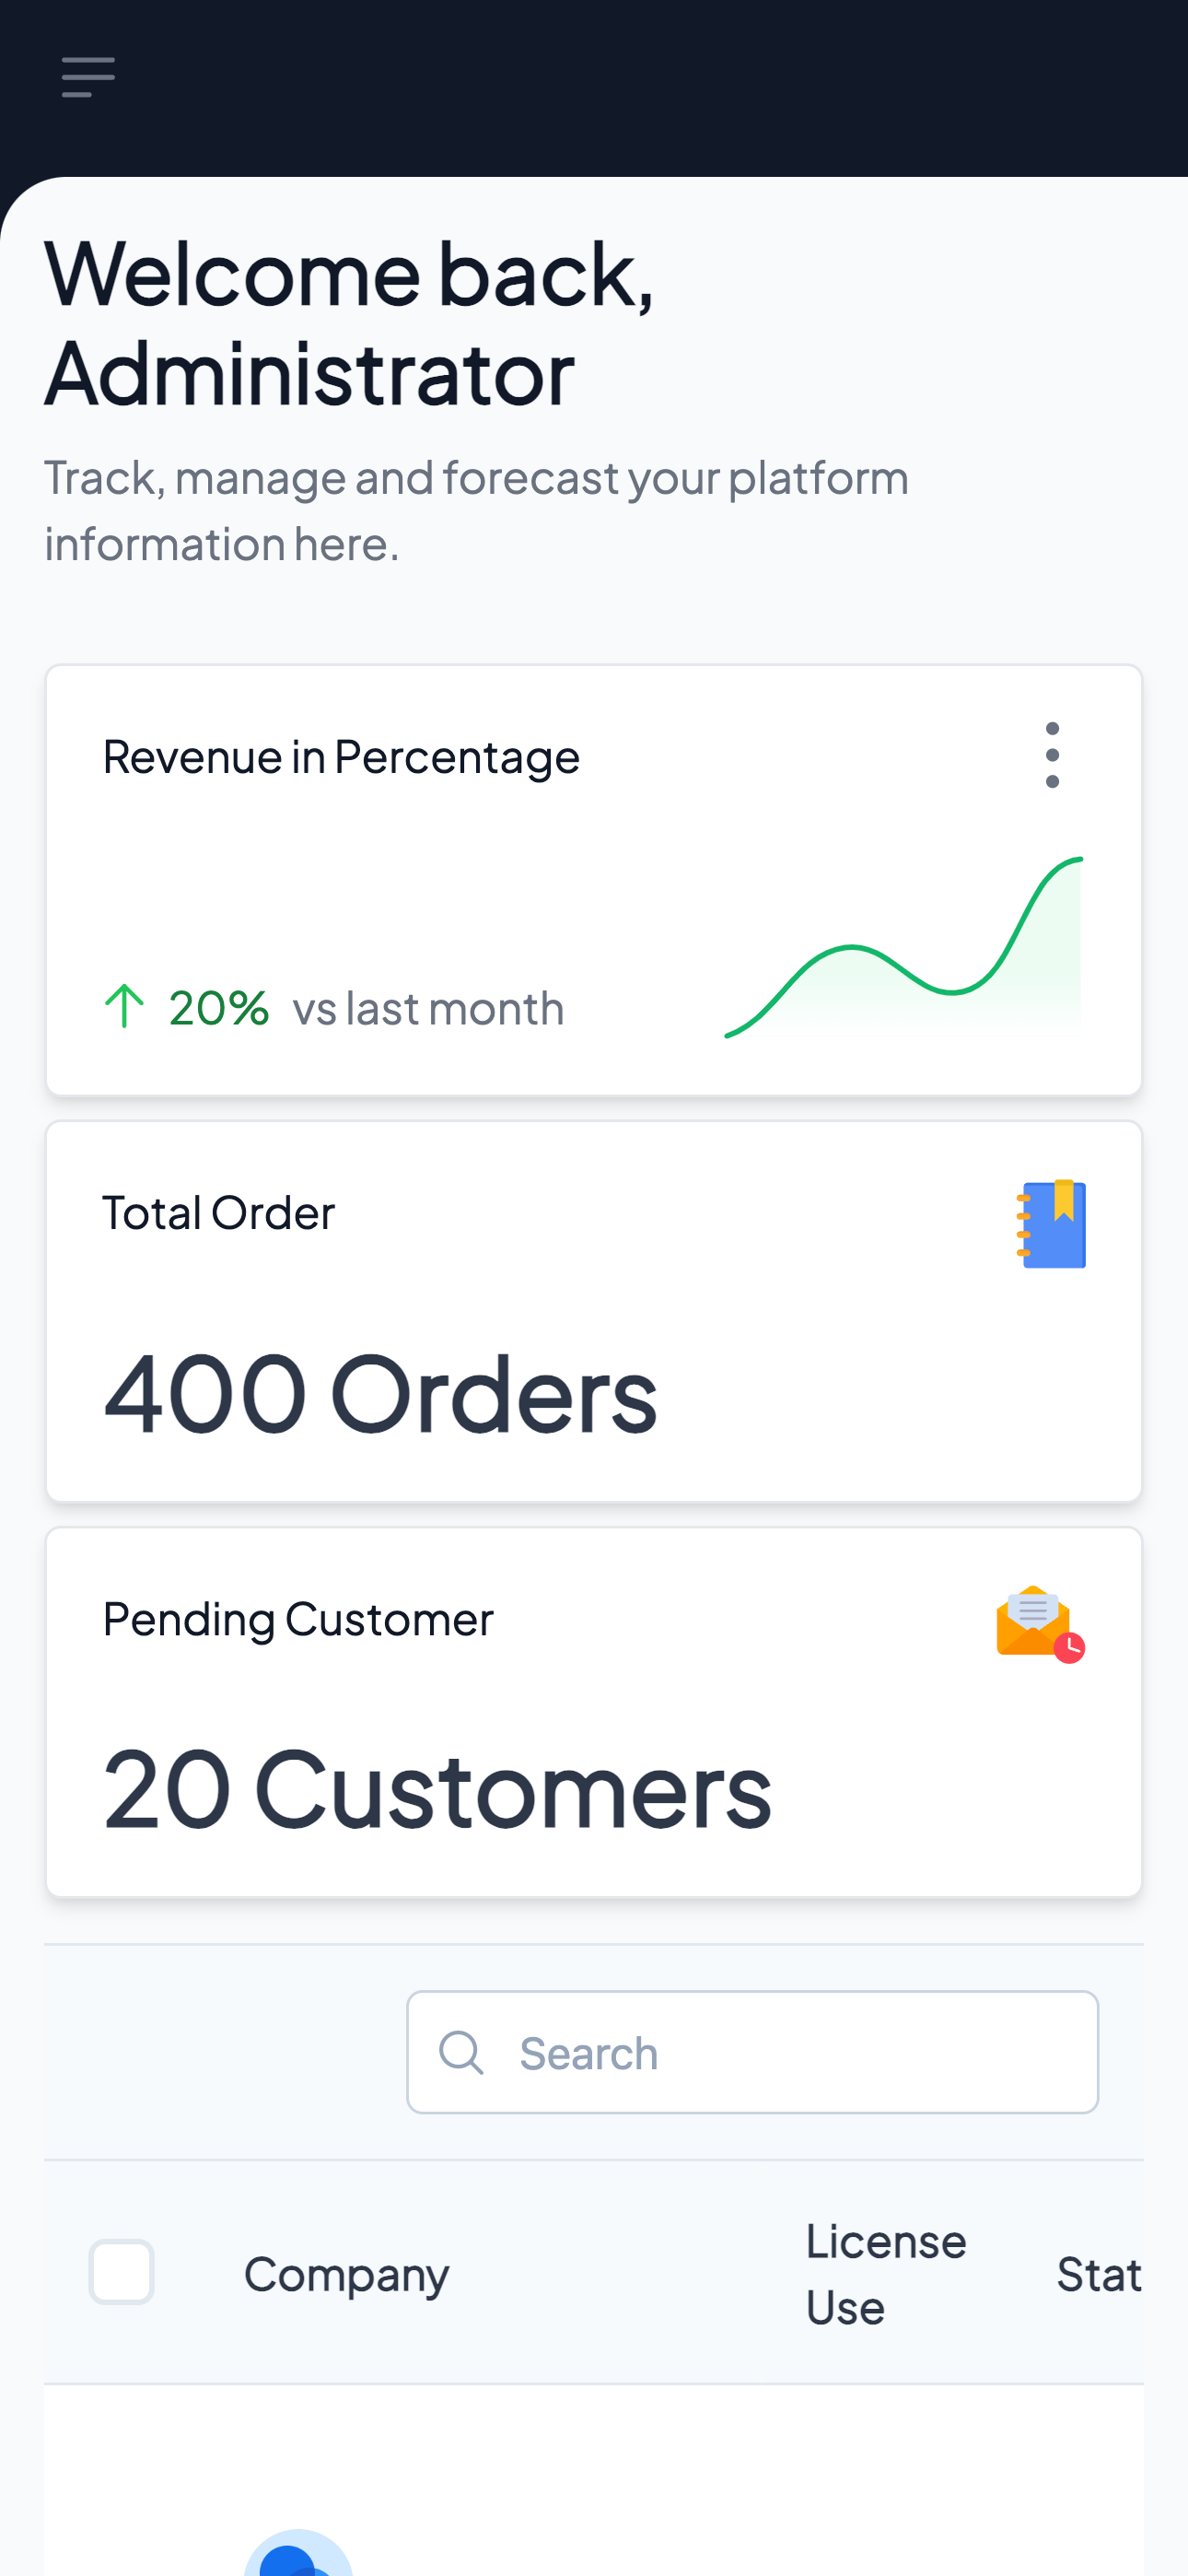 Welcome back,
Administrator
Track, manage and forecast your platform
information here.
Revenue in Percentage
20% vs last month
Total Order
400 Orders
Pending Customer
20 Customers
Search
Company
License
Use
Stat